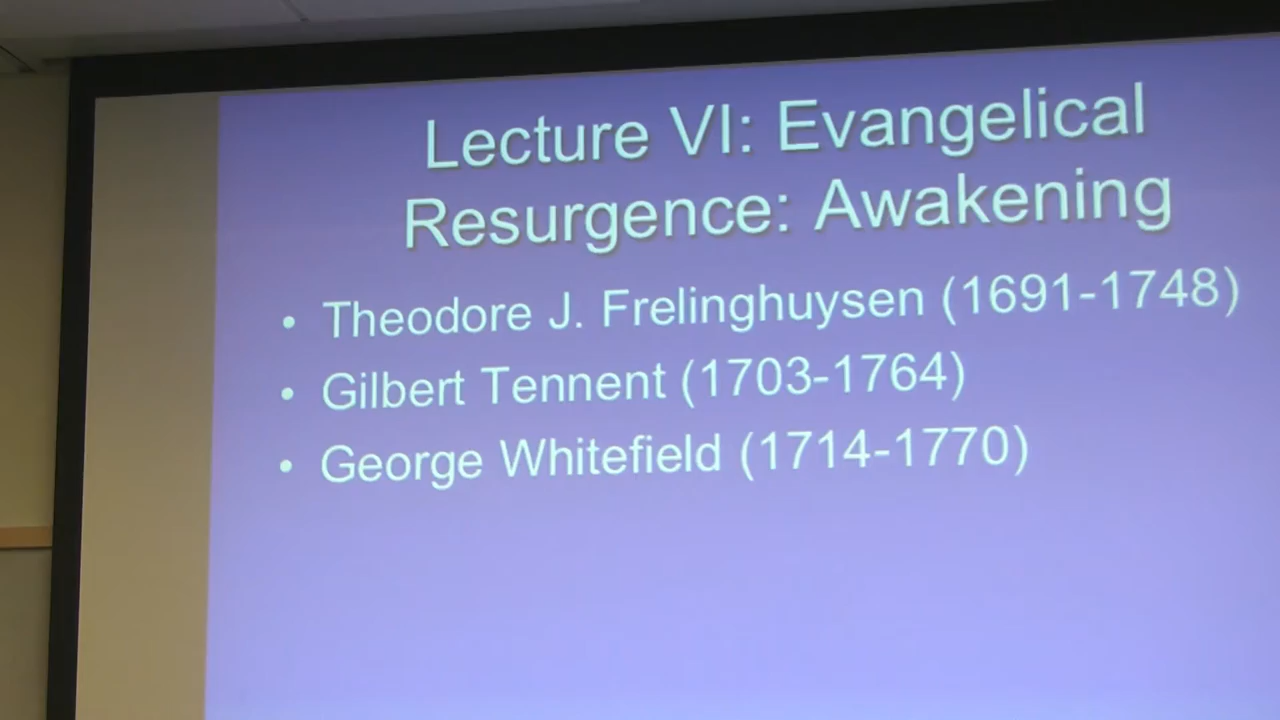 Lecture VI: Evangelical
Resurgence: Awakening
• Theodore J. Frelinghuysen (1691-1748)
• Gilbert Tennent (1703-1764)
• George Whitefield (1714-1770)